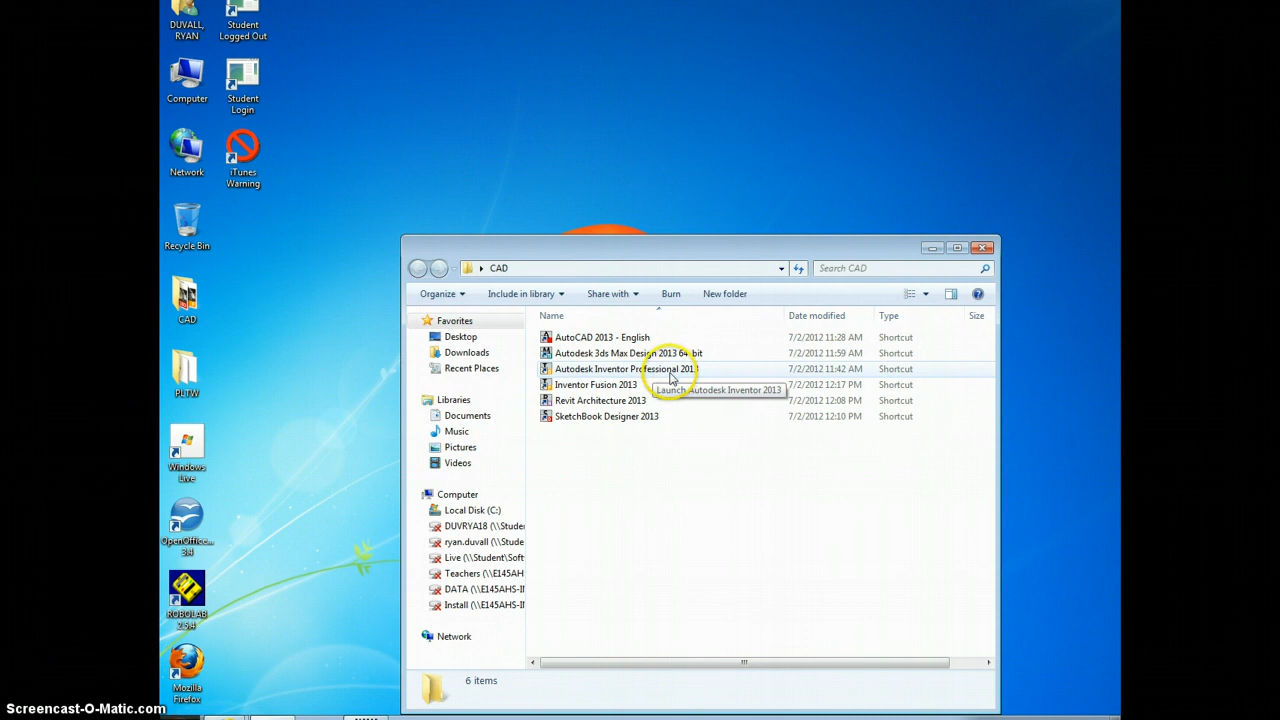 DUVALL,
RYAN
Student
Logged Out
Computer
Student
Login
Network
iTunes
Warning
Recycle Bin
CAD
PLTW
Windows
Live
OpenOffice...
3.4
ROBOLAB
2.5.4
Mozilla
Firefox
CAD
Search CAD
Organize
Include in library
Share with
Burn
New folder
Name
Date modified
Type
Size
AutoCAD 2013 - English
7/2/2012 11:28 AM
Shortcut
Autodesk 3ds Max Design 2013 64-bit
7/2/2012 11:59 AM
Shortcut
Autodesk Inventor Professional 2013
7/2/2012 11:42 AM
Shortcut
Inventor Fusion 2013
7/2/2012 12:17 PM
Shortcut
Launch Autodesk Inventor 2013
Revit Architecture 2013
7/2/2012 12:08 PM
Shortcut
SketchBook Designer 2013
7/2/2012 12:10 PM
Shortcut
Favorites
Desktop
Downloads
Recent Places
Libraries
Documents
Music
Pictures
Videos
Computer
Local Disk (C:)
DUVRYA18 (\\Stude
ryan.duvall (\\Stude
Live (\\Student\Soft
Teachers (\\E145AH
DATA (\\E145AHS-I
Install (\\E145AHS-I
Network
6 items
Screencast-O-Matic.com